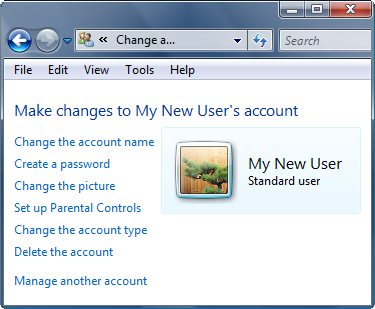 « Change a...
Search
File Edit View Tools Help
Make changes to My New User's account
Change the account name
Create a password
Change the picture
Set up Parental Controls
Change the account type
Delete the account
Manage another account
My New User
Standard user